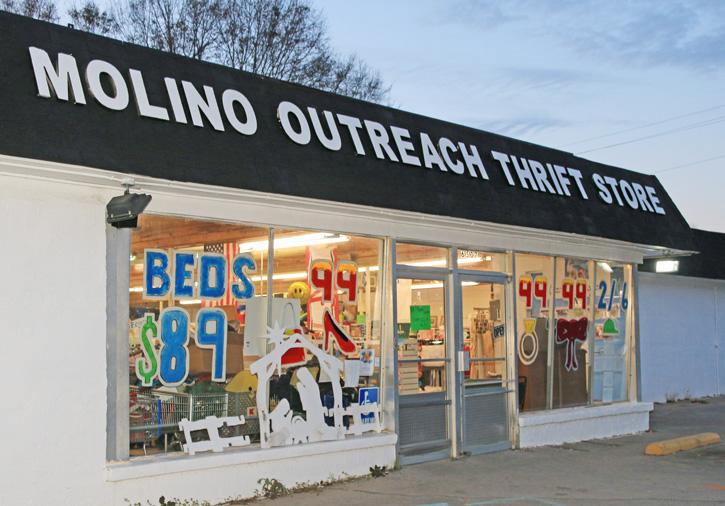 MOLINO OUTREACH THRIFT STORE
BEDS
$89
99
99
99
2/6
OPEN